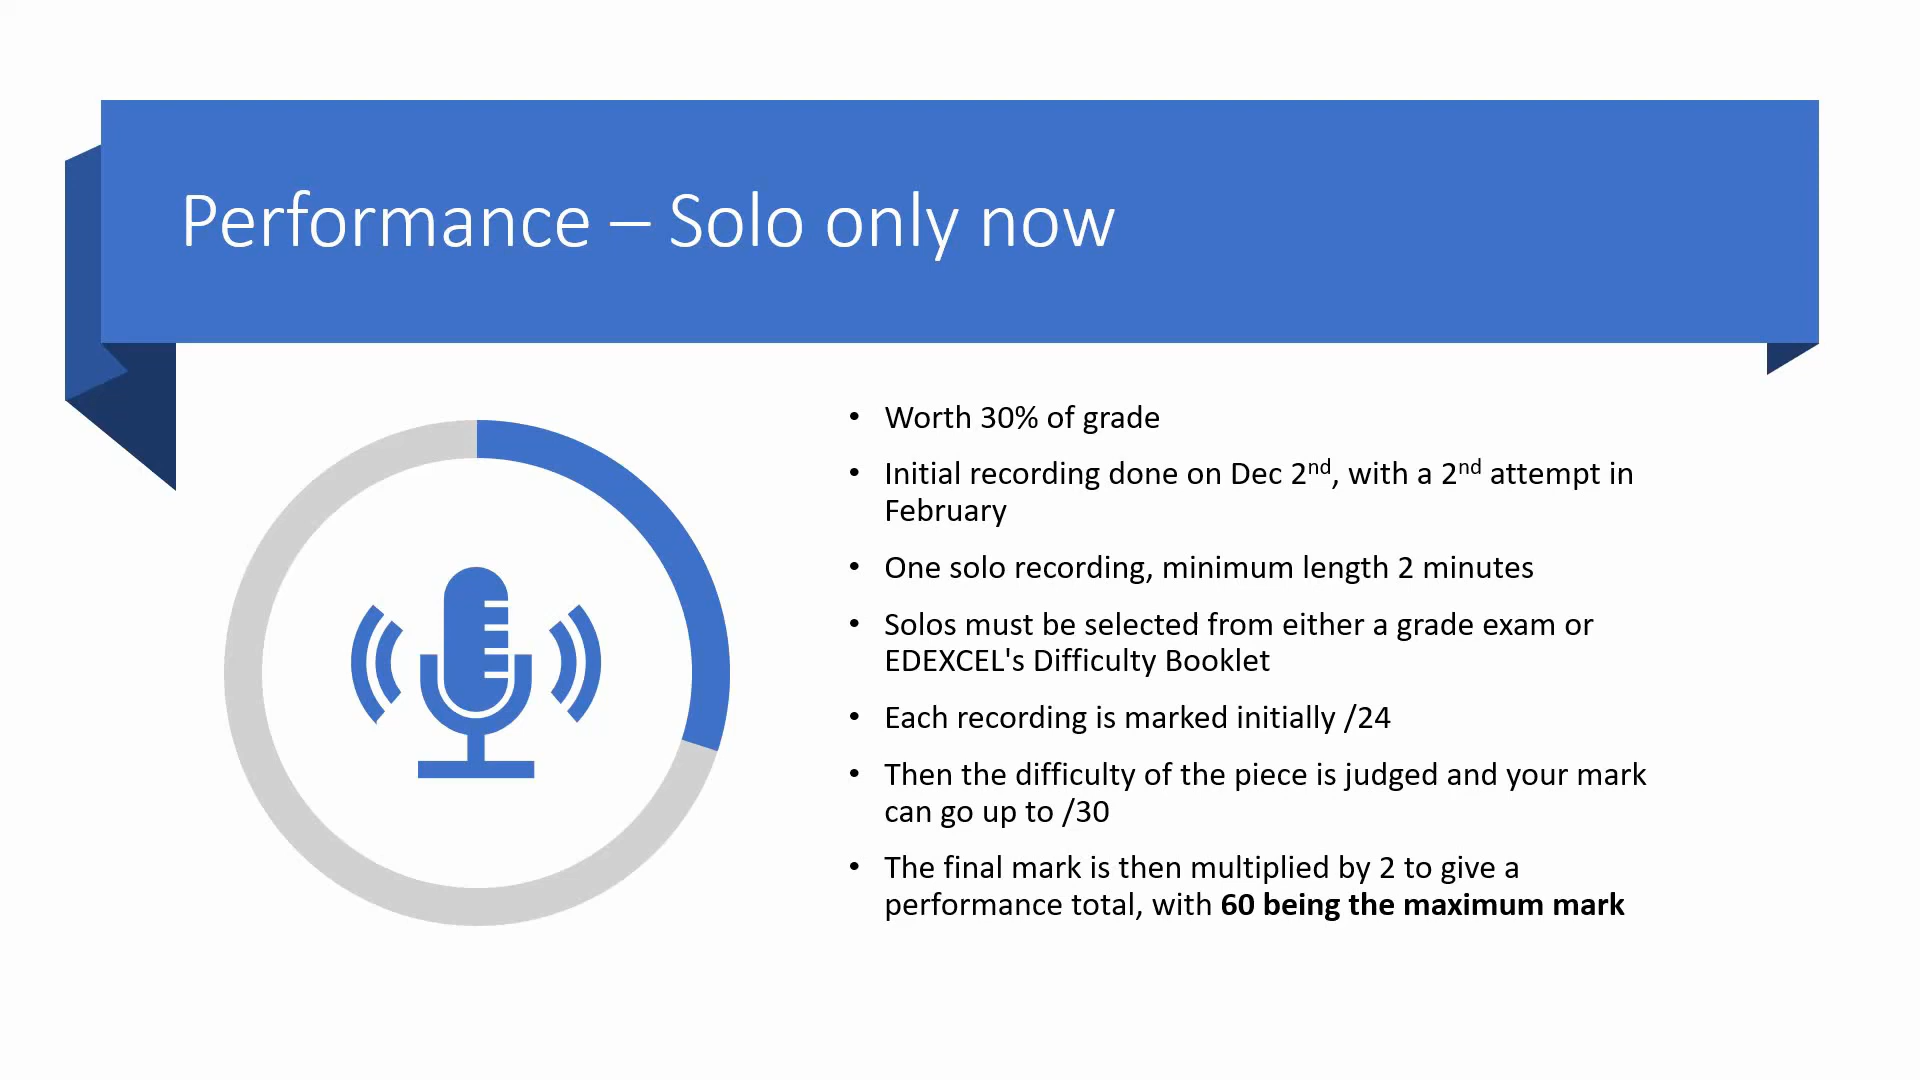 Performance – Solo only now
• Worth 30% of grade
• Initial recording done on Dec 2nd, with a 2nd attempt in
February
• One solo recording, minimum length 2 minutes
• Solos must be selected from either a grade exam or
EDEXCEL's Difficulty Booklet
• Each recording is marked initially /24
• Then the difficulty of the piece is judged and your mark
can go up to /30
• The final mark is then multiplied by 2 to give a
performance total, with 60 being the maximum mark